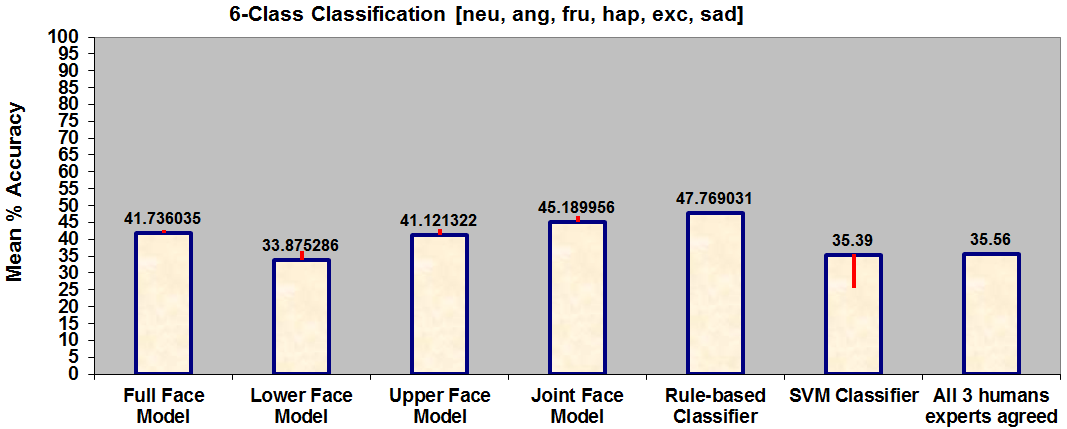 6-Class Classification [neu, ang, fru, hap, exc, sad]
Mean % Accuracy
100
95
90
85
80
75
70
65
60
55
50
45
40
35
30
25
20
15
10
5
0
41.736035
33.875286
41.121322
45.189956
47.769031
35.39
35.56
Full Face
Model
Lower Face
Model
Upper Face
Model
Joint Face
Model
Rule-based
Classifier
SVM Classifier
All 3 humans
experts agreed